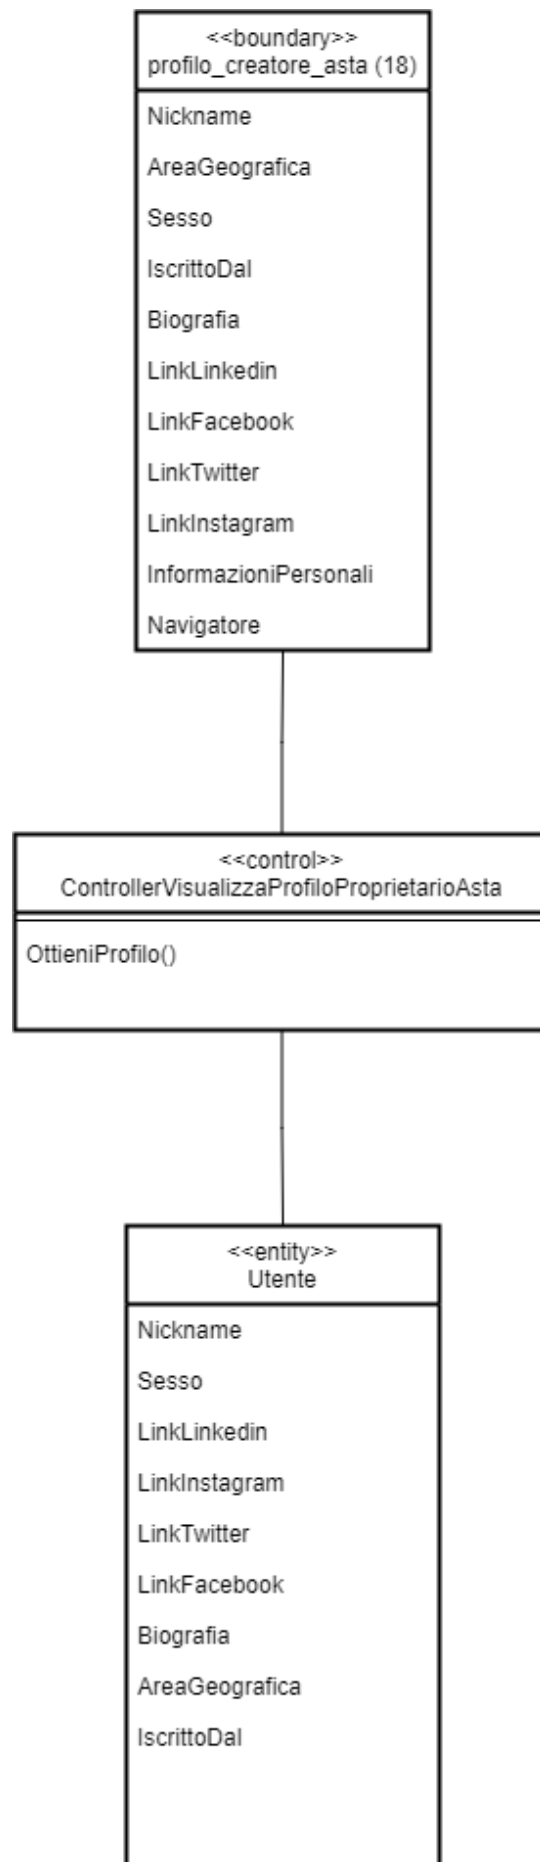 <<boundary>>
profilo_creatore_asta (18)
Nickname
AreaGeografica
Sesso
IscrittoDal
Biografia
LinkLinkedin
LinkFacebook
LinkTwitter
LinkInstagram
InformazioniPersonali
Navigatore
<<control>>
ControllerVisualizzaProfiloProprietarioAsta
OttieniProfilo()
<<entity>>
Utente
Nickname
Sesso
LinkLinkedin
LinkInstagram
LinkTwitter
LinkFacebook
Biografia
AreaGeografica
IscrittoDal